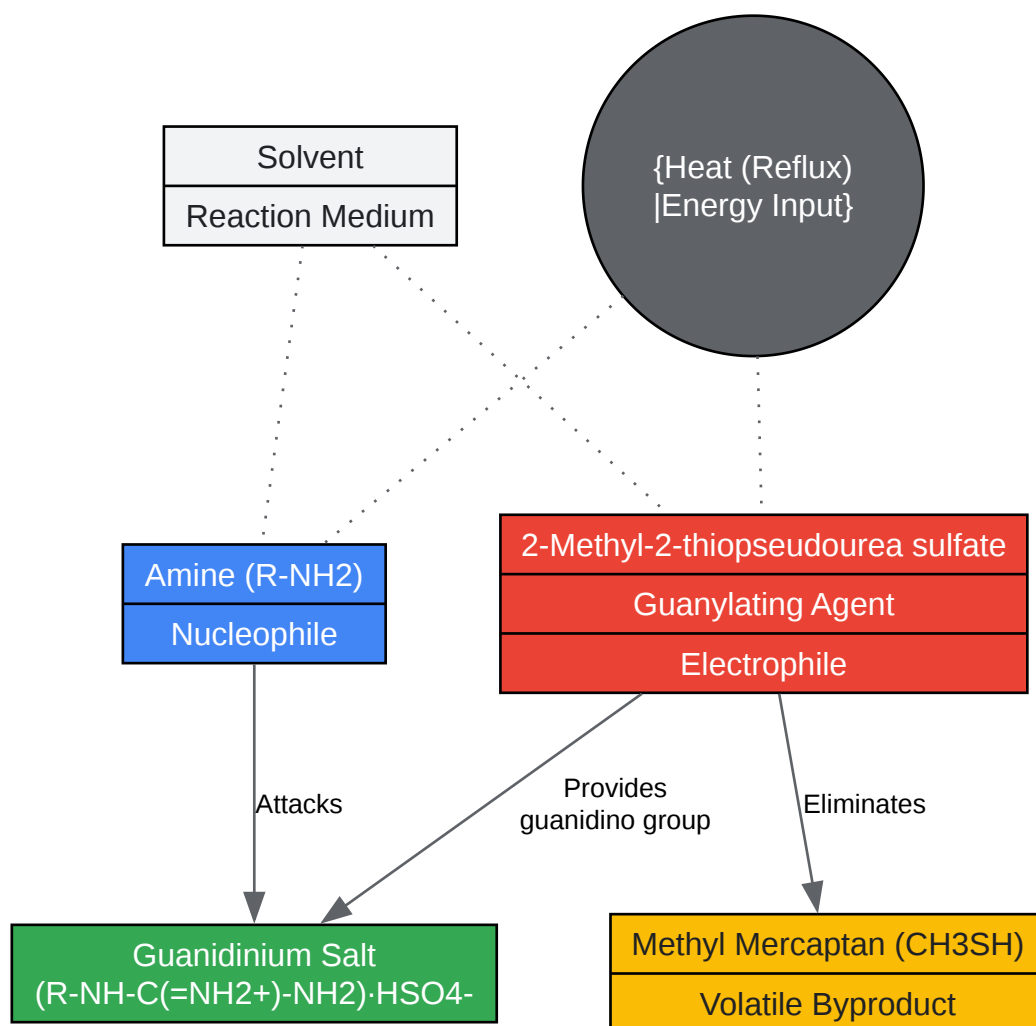 Solvent
Reaction Medium
{Heat (Reflux)
|Energy Input}
Amine (R-NH2)
Nucleophile
2-Methyl-2-thiopseudourea sulfate
Guanylating Agent
Electrophile
Attacks
Provides
guanidino group
Eliminates
Guanidinium Salt
(R-NH-C(=NH2+)-NH2)·HSO4-
Methyl Mercaptan (CH3SH)
Volatile Byproduct